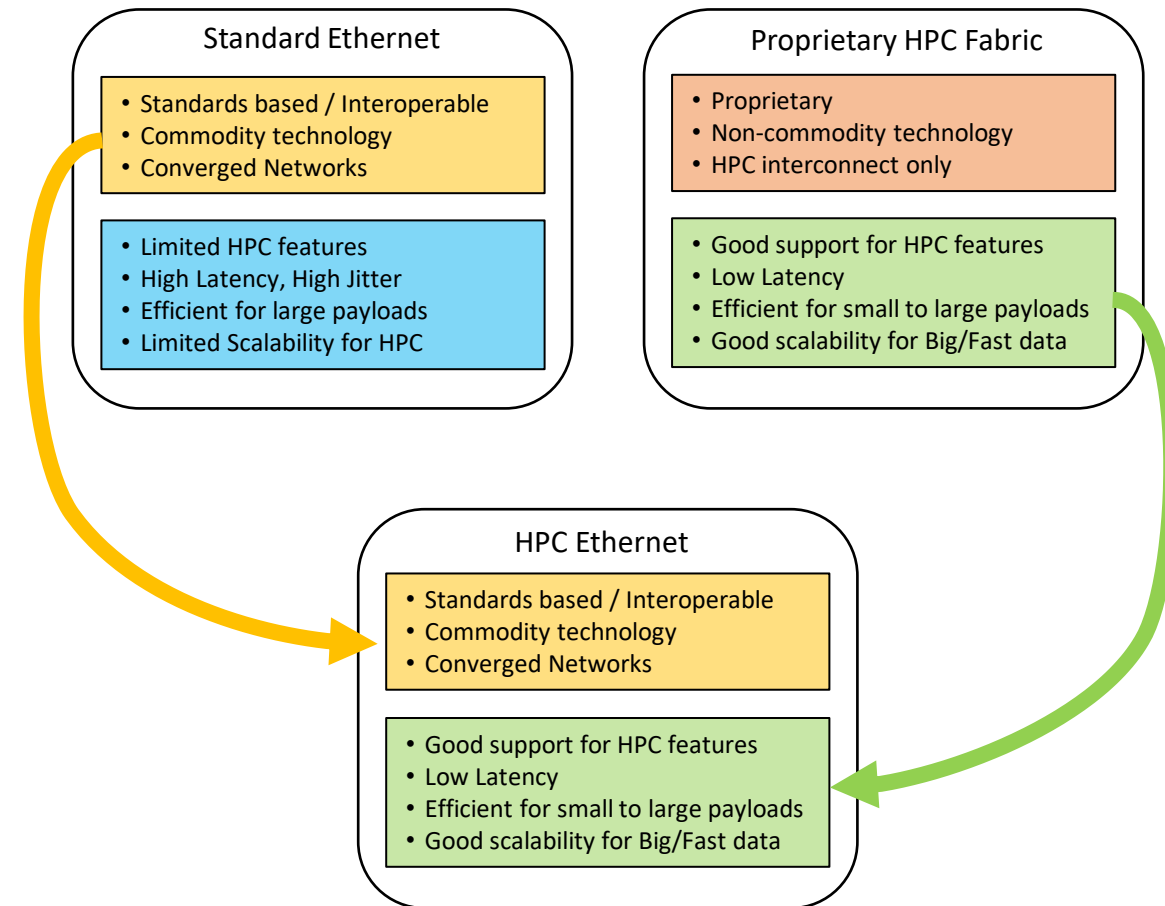 Standard Ethernet
• Standards based / Interoperable
• Commodity technology
• Converged Networks
• Limited HPC features
• High Latency, High Jitter
• Efficient for large payloads
• Limited Scalability for HPC
Proprietary HPC Fabric
• Proprietary
• Non-commodity technology
• HPC interconnect only
• Good support for HPC features
• Low Latency
• Efficient for small to large payloads
• Good scalability for Big/Fast data
HPC Ethernet
• Standards based / Interoperable
• Commodity technology
• Converged Networks
• Good support for HPC features
• Low Latency
• Efficient for small to large payloads
• Good scalability for Big/Fast data